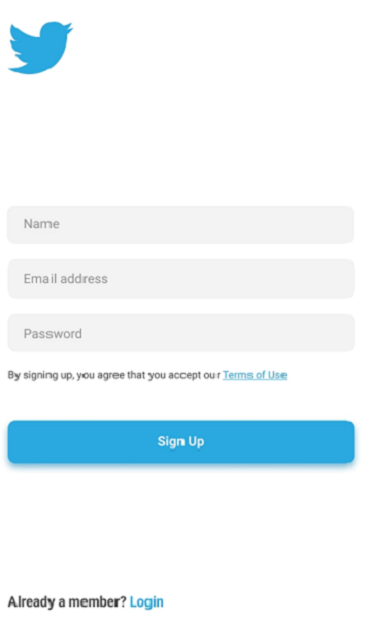 Name
Email address
Password
By signing up, you agree that you accept our Terms of Use
Sign Up
Already a member? Login